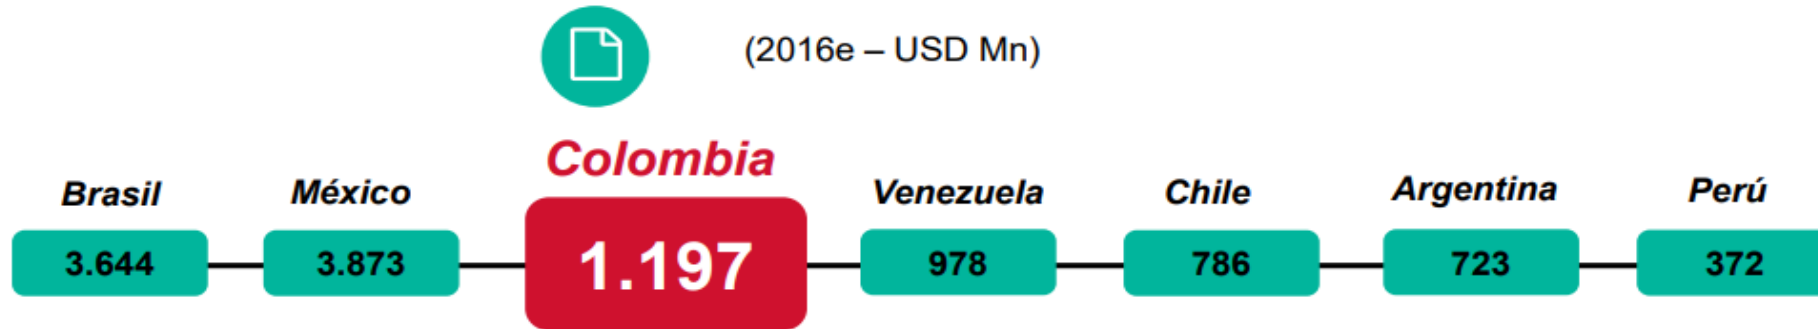 (2016e – USD Mn)
Brasil
3.644
México
3.873
Colombia
1.197
Venezuela
978
Chile
786
Argentina
723
Perú
372